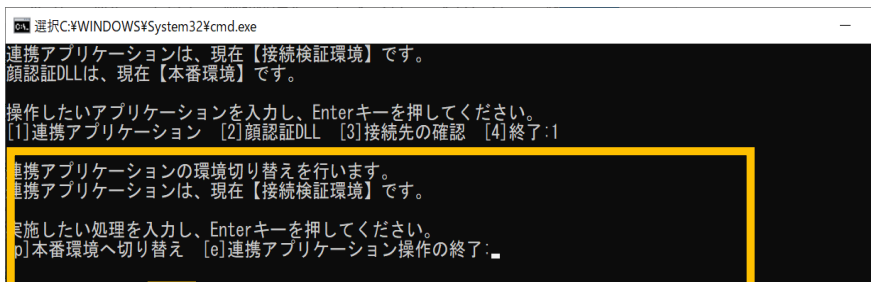 選択C:¥WINDOWS¥System32¥cmd.exe
連携アプリケーションは、現在【接続検証環境】です。
顔認証DLLは、現在【本番環境】です。
操作したいアプリケーションを入力し、Enterキーを押してください。
[1]連携アプリケーション [2]顔認証DLL [3]接続先の確認 [4]終了:1
連携アプリケーションの環境切り替えを行います。
連携アプリケーションは、現在【接続検証環境】です。
実施したい処理を入力し、Enterキーを押してください。
[p]本番環境へ切り替え [e]連携アプリケーション操作の終了: